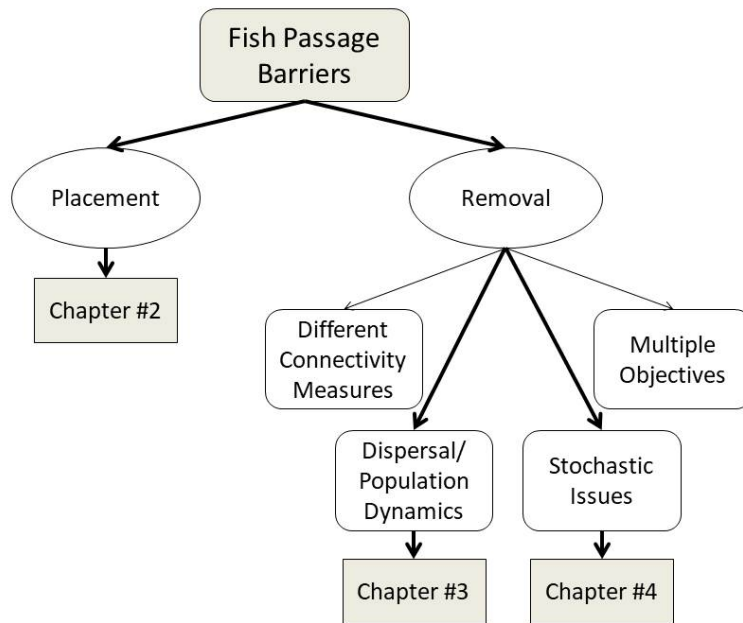 Fish Passage
Barriers
Placement
Removal
Chapter #2
Different
Connectivity
Measures
Multiple
Objectives
Dispersal/
Population
Dynamics
Stochastic
Issues
Chapter #3
Chapter #4